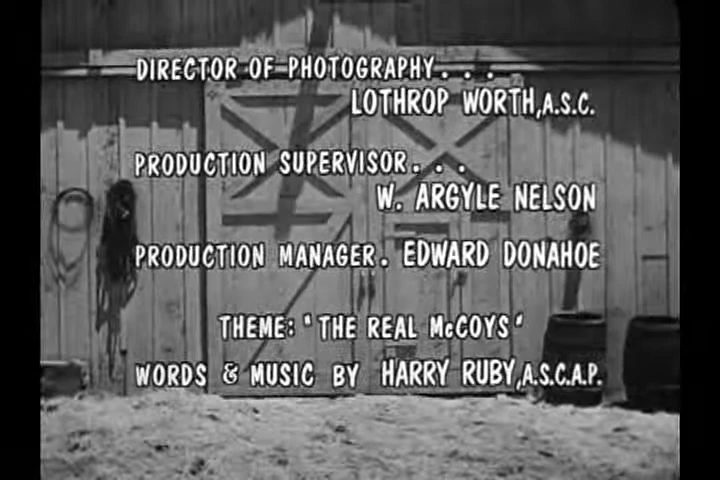 DIRECTOR OF PHOTOGRAPHY...
LOTHROP WORTH,A.S.C.
PRODUCTION SUPERVISOR...
W. ARGYLE NELSON
PRODUCTION MANAGER. EDWARD DONAHOE
THEME: "THE REAL McCOYS"
WORDS & MUSIC BY HARRY RUBY,A.S.C.A.P.